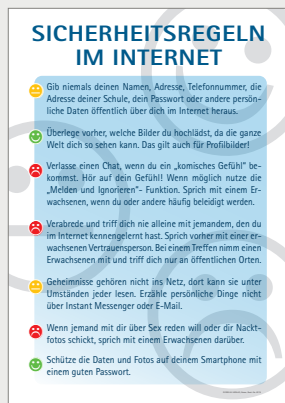 SICHERHEITSREGELN
IM INTERNET
Gib niemals deinen Namen, Adresse, Telefonnummer, die
Adresse deiner Schule, dein Passwort oder andere persön-
liche Daten öffentlich über dich im Internet heraus.
Überlege vorher, welche Bilder du hochlädst, da die ganze
Welt dich so sehen kann. Das gilt auch für Profilbilder!
Verlasse einen Chat, wenn du ein „komisches Gefühl" be-
kommst. Hör auf dein Gefühl! Wenn möglich nutze die
„Melden und Ignorieren"- Funktion. Sprich mit einem Er-
wachsenen, wenn du oder andere häufig beleidigt werden.
Verabrede und triff dich nie alleine mit jemandem, den du
im Internet kennengelernt hast. Sprich vorher mit einer er-
wachsenen Vertrauensperson. Bei einem Treffen nimm einen
Erwachsenen mit und triff dich nur an öffentlichen Orten.
Geheimnisse gehören nicht ins Netz, dort kann sie unter
Umständen jeder lesen. Erzähle persönliche Dinge nicht
über Instant Messenger oder E-Mail.
Wenn jemand mit dir über Sex reden will oder dir Nackt-
fotos schickt, sprich mit einem Erwachsenen darüber.
Schütze die Daten und Fotos auf deinem Smartphone mit
einem guten Passwort.